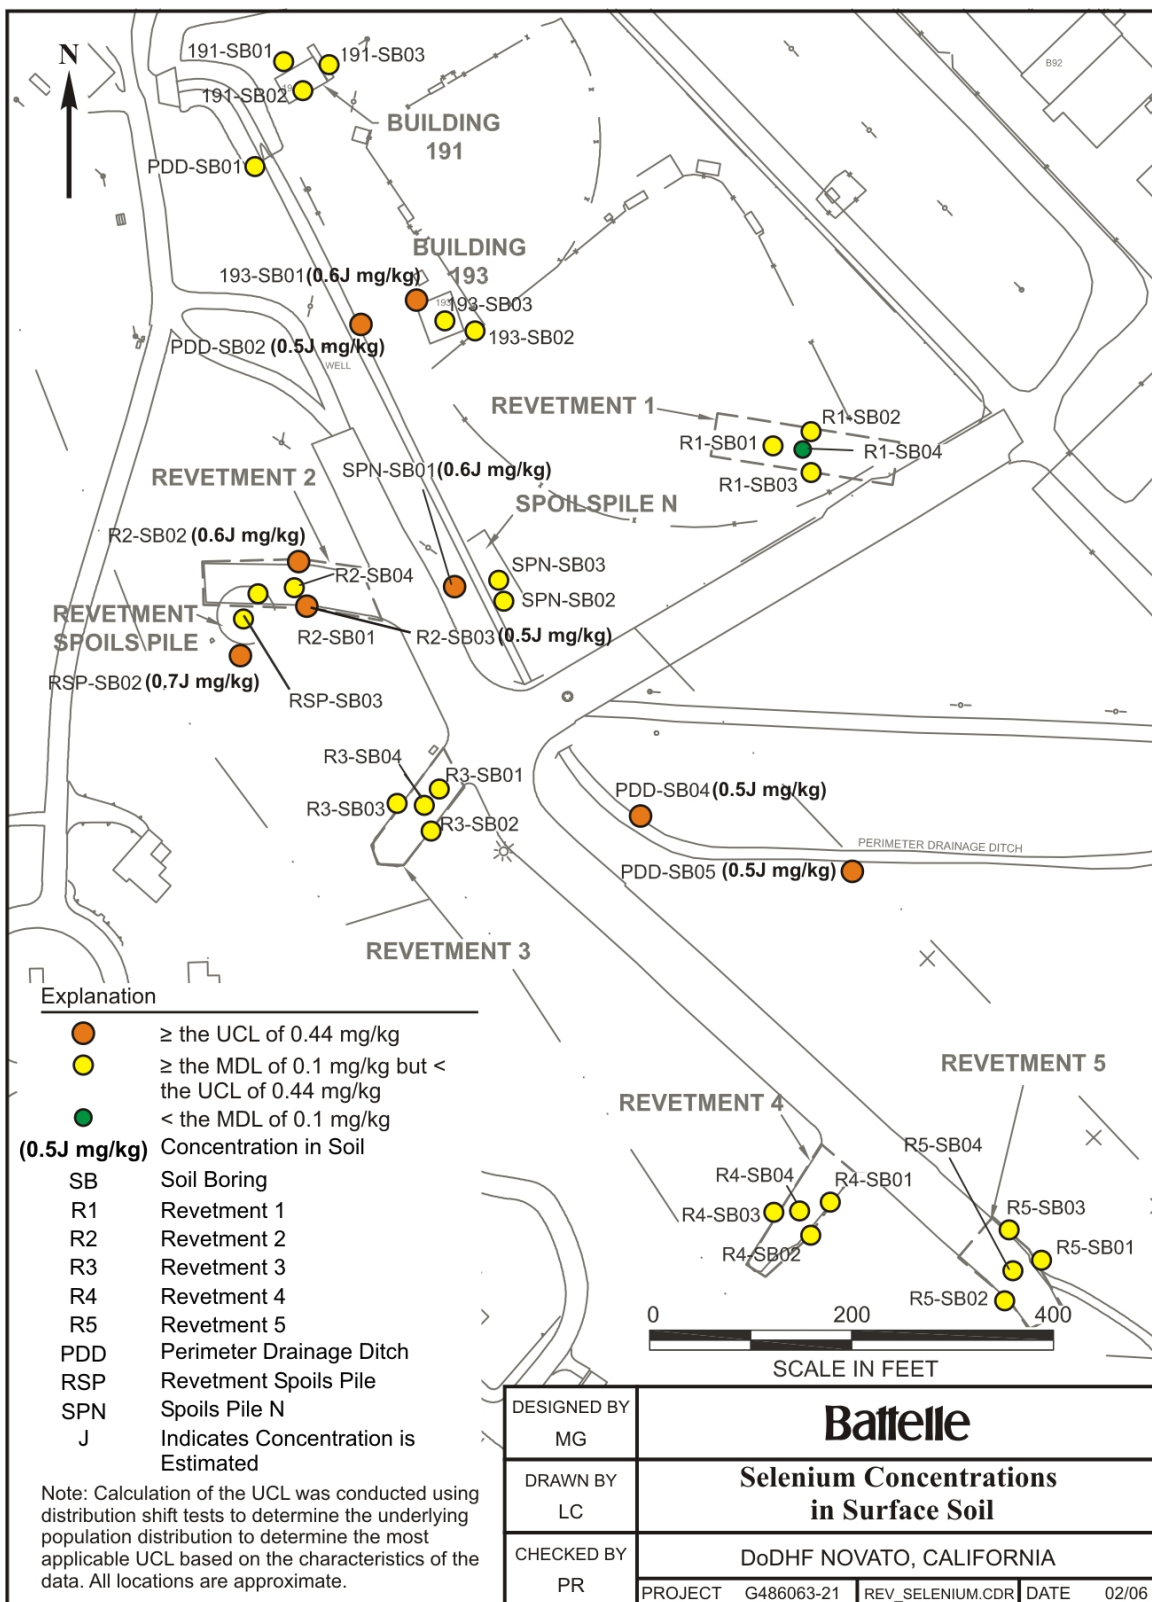 N
191-SB01
191-SB03
191-SB02
BUILDING
191
B92
PDD-SB01
BUILDING
193
193-SB01(0.6J mg/kg)
193
193-SB03
193-SB02
PDD-SB02 (0.5J mg/kg)
WELL
REVETMENT 1
R1-SB02
R1-SB01
R1-SB04
R1-SB03
REVETMENT 2
SPN-SB01(0.6J mg/kg)
SPOILSPILE N
R2-SB02 (0.6J mg/kg)
R2-SB04
SPN-SB03
SPN-SB02
REVETMENT
SPOILS PILE
R2-SB01
R2-SB03 (0.5J mg/kg)
RSP-SB02 (0.7J mg/kg)
RSP-SB03
R3-SB04
R3-SB01
R3-SB03
R3-SB02
PDD-SB04(0.5J mg/kg)
PERIMETER DRAINAGE DITCH
PDD-SB05 (0.5J mg/kg)
REVETMENT 3
REVETMENT 5
REVETMENT 4
R5-SB04
R4-SB04
R4-SB01
R4-SB03
R4-SB02
R5-SB03
R5-SB01
R5-SB02
0 200 400
SCALE IN FEET
Explanation
≥ the UCL of 0.44 mg/kg
≥ the MDL of 0.1 mg/kg but <
the UCL of 0.44 mg/kg
< the MDL of 0.1 mg/kg
(0.5J mg/kg) Concentration in Soil
SB Soil Boring
R1 Revetment 1
R2 Revetment 2
R3 Revetment 3
R4 Revetment 4
R5 Revetment 5
PDD Perimeter Drainage Ditch
RSP Revetment Spoils Pile
SPN Spoils Pile N
J Indicates Concentration is
Estimated
Note: Calculation of the UCL was conducted using
distribution shift tests to determine the underlying
population distribution to determine the most
applicable UCL based on the characteristics of the
data. All locations are approximate.
DESIGNED BY
MG
Battelle
DRAWN BY
LC
Selenium Concentrations
in Surface Soil
CHECKED BY
PR
DoDHF NOVATO, CALIFORNIA
PROJECT G486063-21 REV_SELENIUM.CDR DATE 02/06